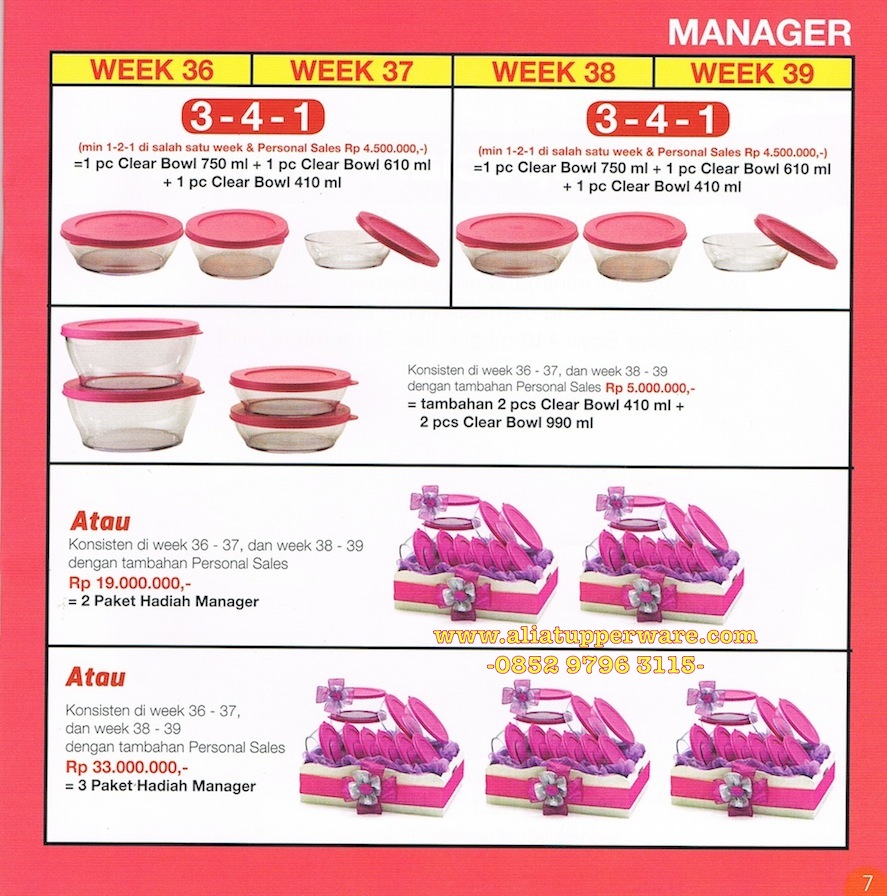 MANAGER
WEEK 36
WEEK 37
WEEK 38
WEEK 39
3 - 4 - 1
(min 1-2-1 di salah satu week & Personal Sales Rp 4.500.000,-)
=1 pc Clear Bowl 750 ml + 1 pc Clear Bowl 610 ml
+ 1 pc Clear Bowl 410 ml
3 - 4 - 1
(min 1-2-1 di salah satu week & Personal Sales Rp 4.500.000,-)
=1 pc Clear Bowl 750 ml + 1 pc Clear Bowl 610 ml
+ 1 pc Clear Bowl 410 ml
Konsisten di week 36 - 37, dan week 38 - 39
dengan tambahan Personal Sales Rp 5.000.000,-
= tambahan 2 pcs Clear Bowl 410 ml +
2 pcs Clear Bowl 990 ml
Atau
Konsisten di week 36 - 37, dan week 38 - 39
dengan tambahan Personal Sales
Rp 19.000.000,-
= 2 Paket Hadiah Manager
www.aliatupperware.com
-0852 9796 3115-
Atau
Konsisten di week 36 - 37,
dan week 38 - 39
dengan tambahan Personal Sales
Rp 33.000.000,-
= 3 Paket Hadiah Manager
7